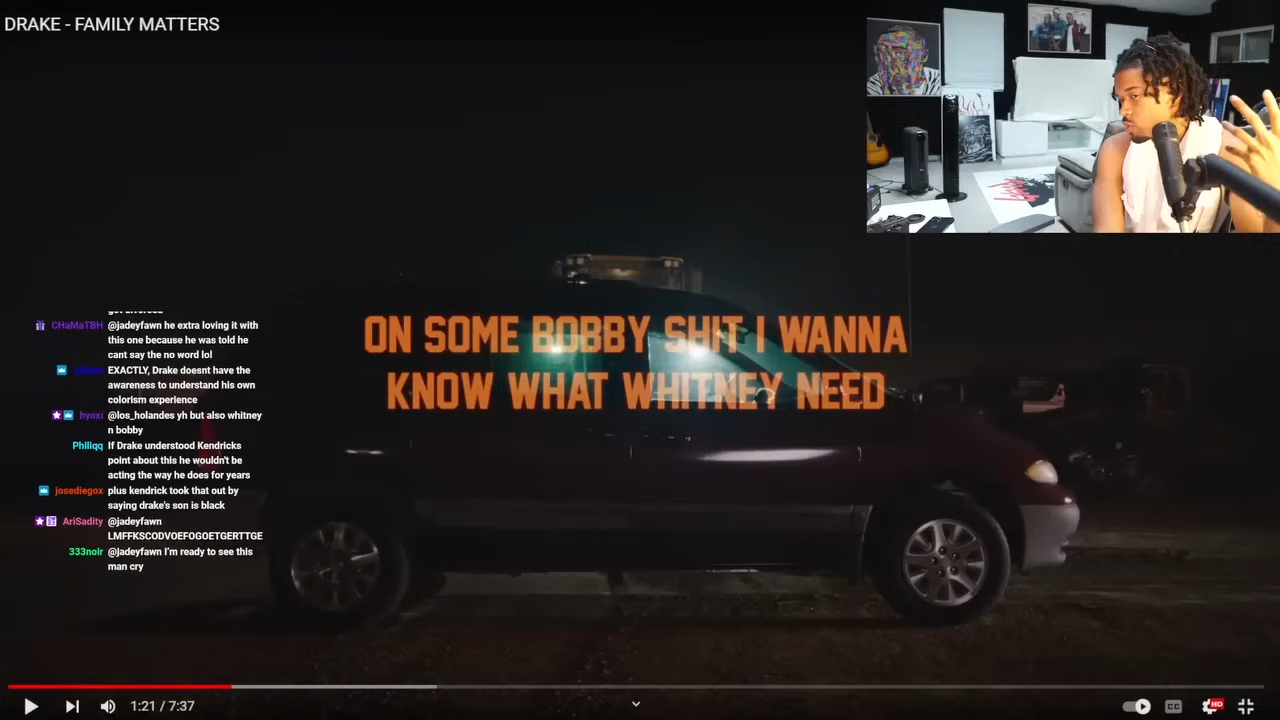 DRAKE - FAMILY MATTERS
ON SOME BOBBY SHIT I WANNA
KNOW WHAT WHITNEY NEED
CHaMaTBH @jadeyfawn he extra loving it with
this one because he was told he
cant say the no word lol
EXACTLY, Drake doesnt have the
awareness to understand his own
colorism experience
hyoxi @los_holandes yh but also whitney
n bobby
Philiqq If Drake understood Kendricks
point about this he wouldn't be
acting the way he does for years
josediegox plus kendrick took that out by
saying drake's son is black
AriSadity @jadeyfawn
LMFFKSCODVOEFOGOETGERTTGE
333noir @jadeyfawn I'm ready to see this
man cry
1:21 / 7:37
CC
HD